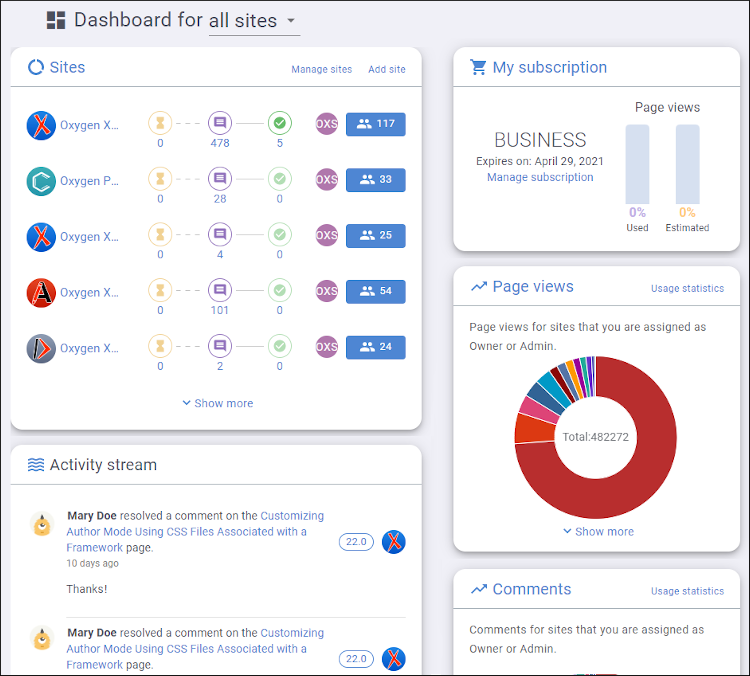 Dashboard for all sites
Sites
Manage sites Add site
Oxygen X... 0 478 5 OXS 117
Oxygen P... 0 28 0 OXS 33
Oxygen X... 0 4 0 OXS 25
Oxygen X... 0 101 0 OXS 54
Oxygen X... 0 2 0 OXS 24
Show more
Activity stream
Mary Doe resolved a comment on the Customizing
Author Mode Using CSS Files Associated with a
Framework page.
22.0
10 days ago
Thanks!
Mary Doe resolved a comment on the Customizing
Author Mode Using CSS Files Associated with a
Framework page.
22.0
My subscription
BUSINESS
Expires on: April 29, 2021
Manage subscription
Page views
0% 0%
Used Estimated
Page views
Usage statistics
Page views for sites that you are assigned as
Owner or Admin.
Total:482272
Show more
Comments
Usage statistics
Comments for sites that you are assigned as
Owner or Admin.